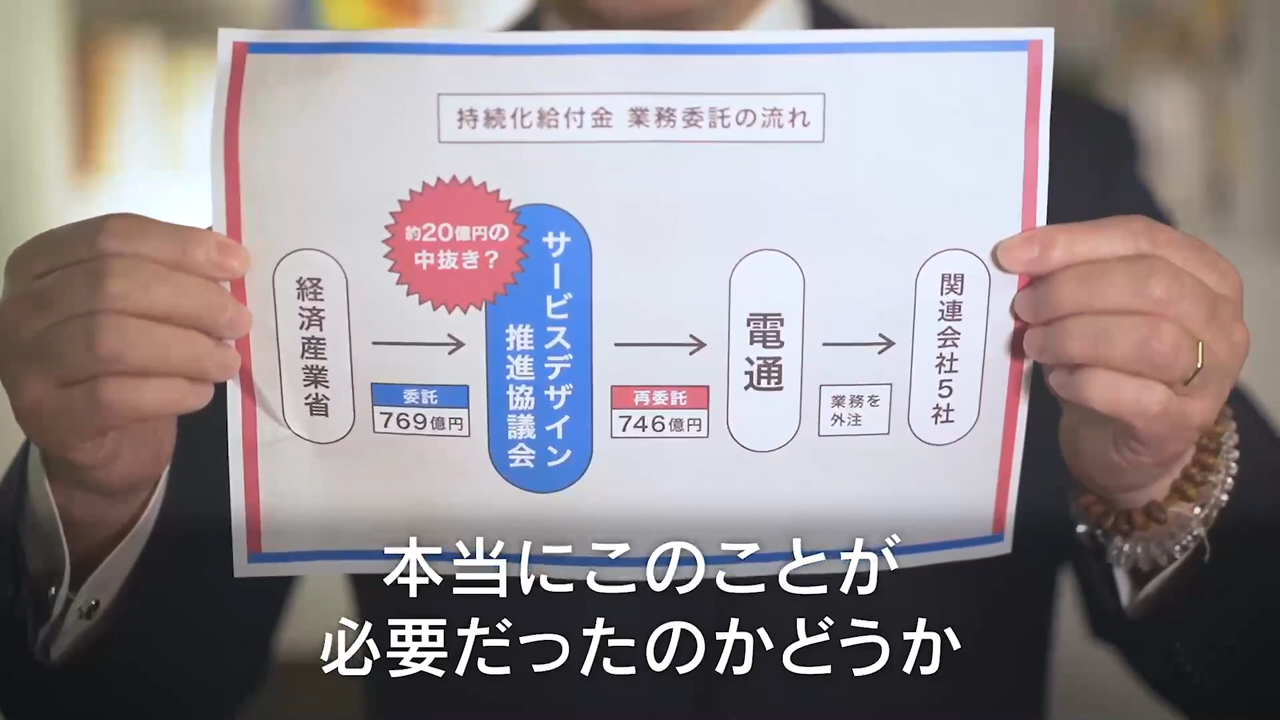 持続化給付金 業務委託の流れ
約20億円の
中抜き?
経済産業省
委託
769億円
サービスデザイン
推進協議会
再委託
746億円
電通
業務を
外注
関連会社5社
本当にこのことが
必要だったのかどうか